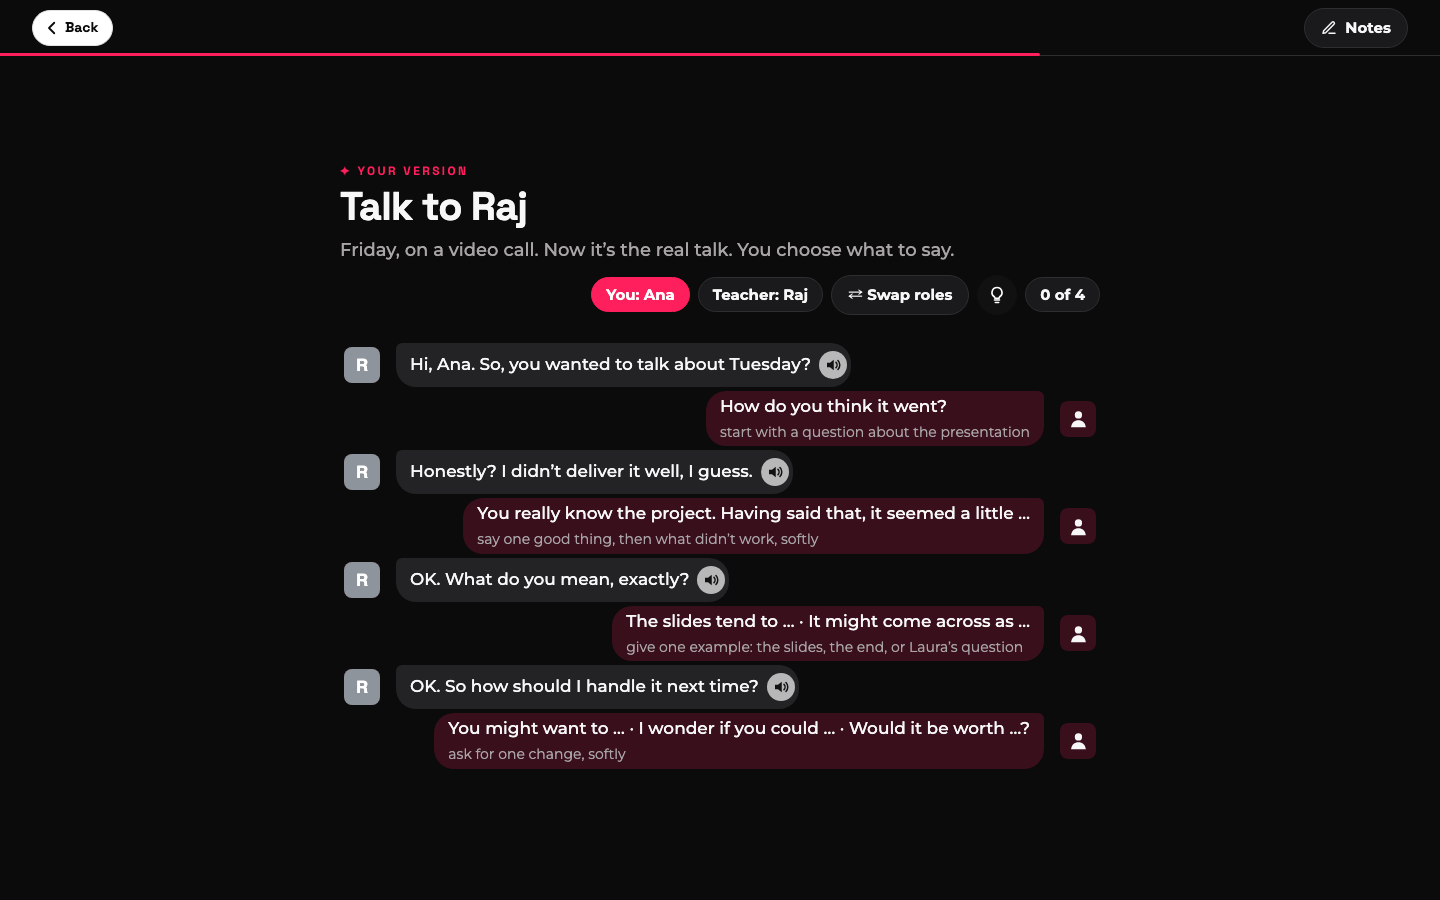 Back
Notes
YOUR VERSION
Talk to Raj
Friday, on a video call. Now it’s the real talk. You choose what to say.
You: Ana
Teacher: Raj
Swap roles
0 of 4
R
Hi, Ana. So, you wanted to talk about Tuesday?
How do you think it went?
start with a question about the presentation
R
Honestly? I didn’t deliver it well, I guess.
You really know the project. Having said that, it seemed a little ...
say one good thing, then what didn’t work, softly
R
OK. What do you mean, exactly?
The slides tend to ... · It might come across as ...
give one example: the slides, the end, or Laura’s question
R
OK. So how should I handle it next time?
You might want to ... · I wonder if you could ... · Would it be worth ...?
ask for one change, softly